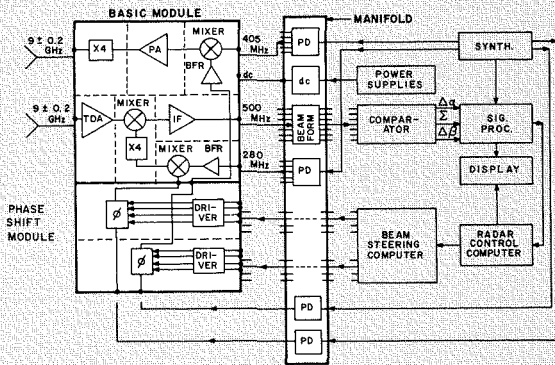 BASIC MODULE
MANIFOLD
9 ± 0.2
GHz
X4
PA
MIXER
BFR
405
MHz
PD
SYNTH.
dc
dc
POWER
SUPPLIES
9 ± 0.2
GHz
TDA
MIXER
IF
500
MHz
BEAM
FORM
COMPAR-
ATOR
Δα
Σ
Δβ
SIG.
PROC.
X4
MIXER
BFR
280
MHz
PD
DISPLAY
PHASE
SHIFT
MODULE
ϕ
DRI-
VER
ϕ
DRI-
VER
BEAM
STEERING
COMPUTER
RADAR
CONTROL
COMPUTER
PD
PD